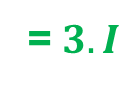 = 3. I